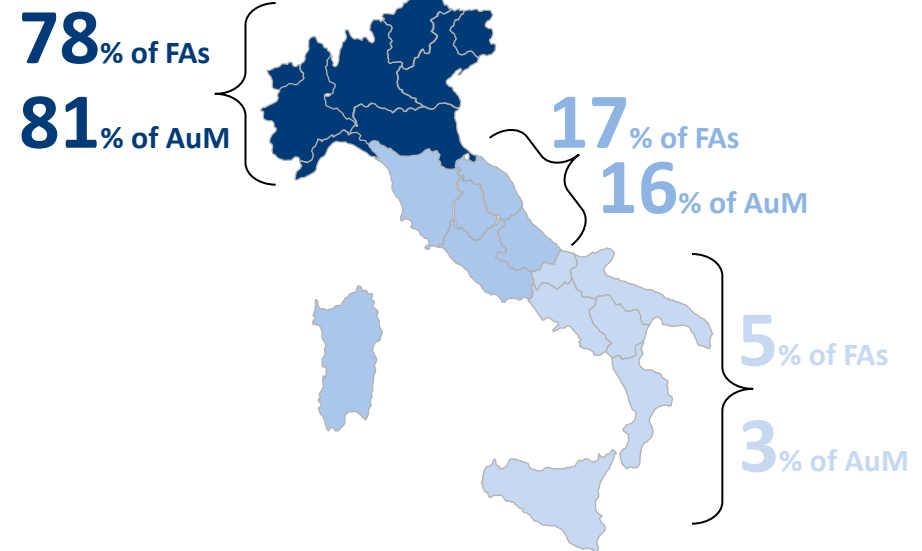 78% of FAs
81% of AuM
17% of FAs
16% of AuM
5% of FAs
3% of AuM